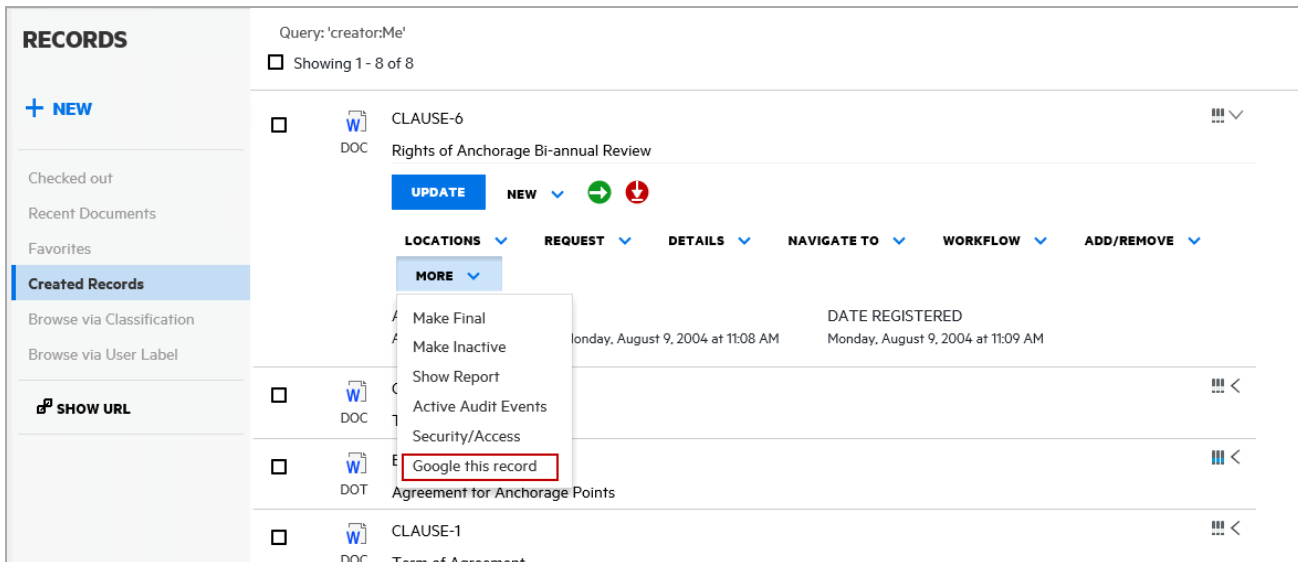 RECORDS
+ NEW
Checked out
Recent Documents
Favorites
Created Records
Browse via Classification
Browse via User Label
SHOW URL
Query: 'creator:Me'
Showing 1 - 8 of 8
W
DOC
CLAUSE-6
Rights of Anchorage Bi-annual Review
UPDATE NEW
LOCATIONS REQUEST DETAILS NAVIGATE TO WORKFLOW ADD/REMOVE
MORE
Make Final
Make Inactive
Show Report
Active Audit Events
Security/Access
Google this record
August 9, 2004 at 11:08 AM
DATE REGISTERED
Monday, August 9, 2004 at 11:09 AM
W
DOC
W
DOT
Agreement for Anchorage Points
W
DOC
CLAUSE-1
Term of Agreement